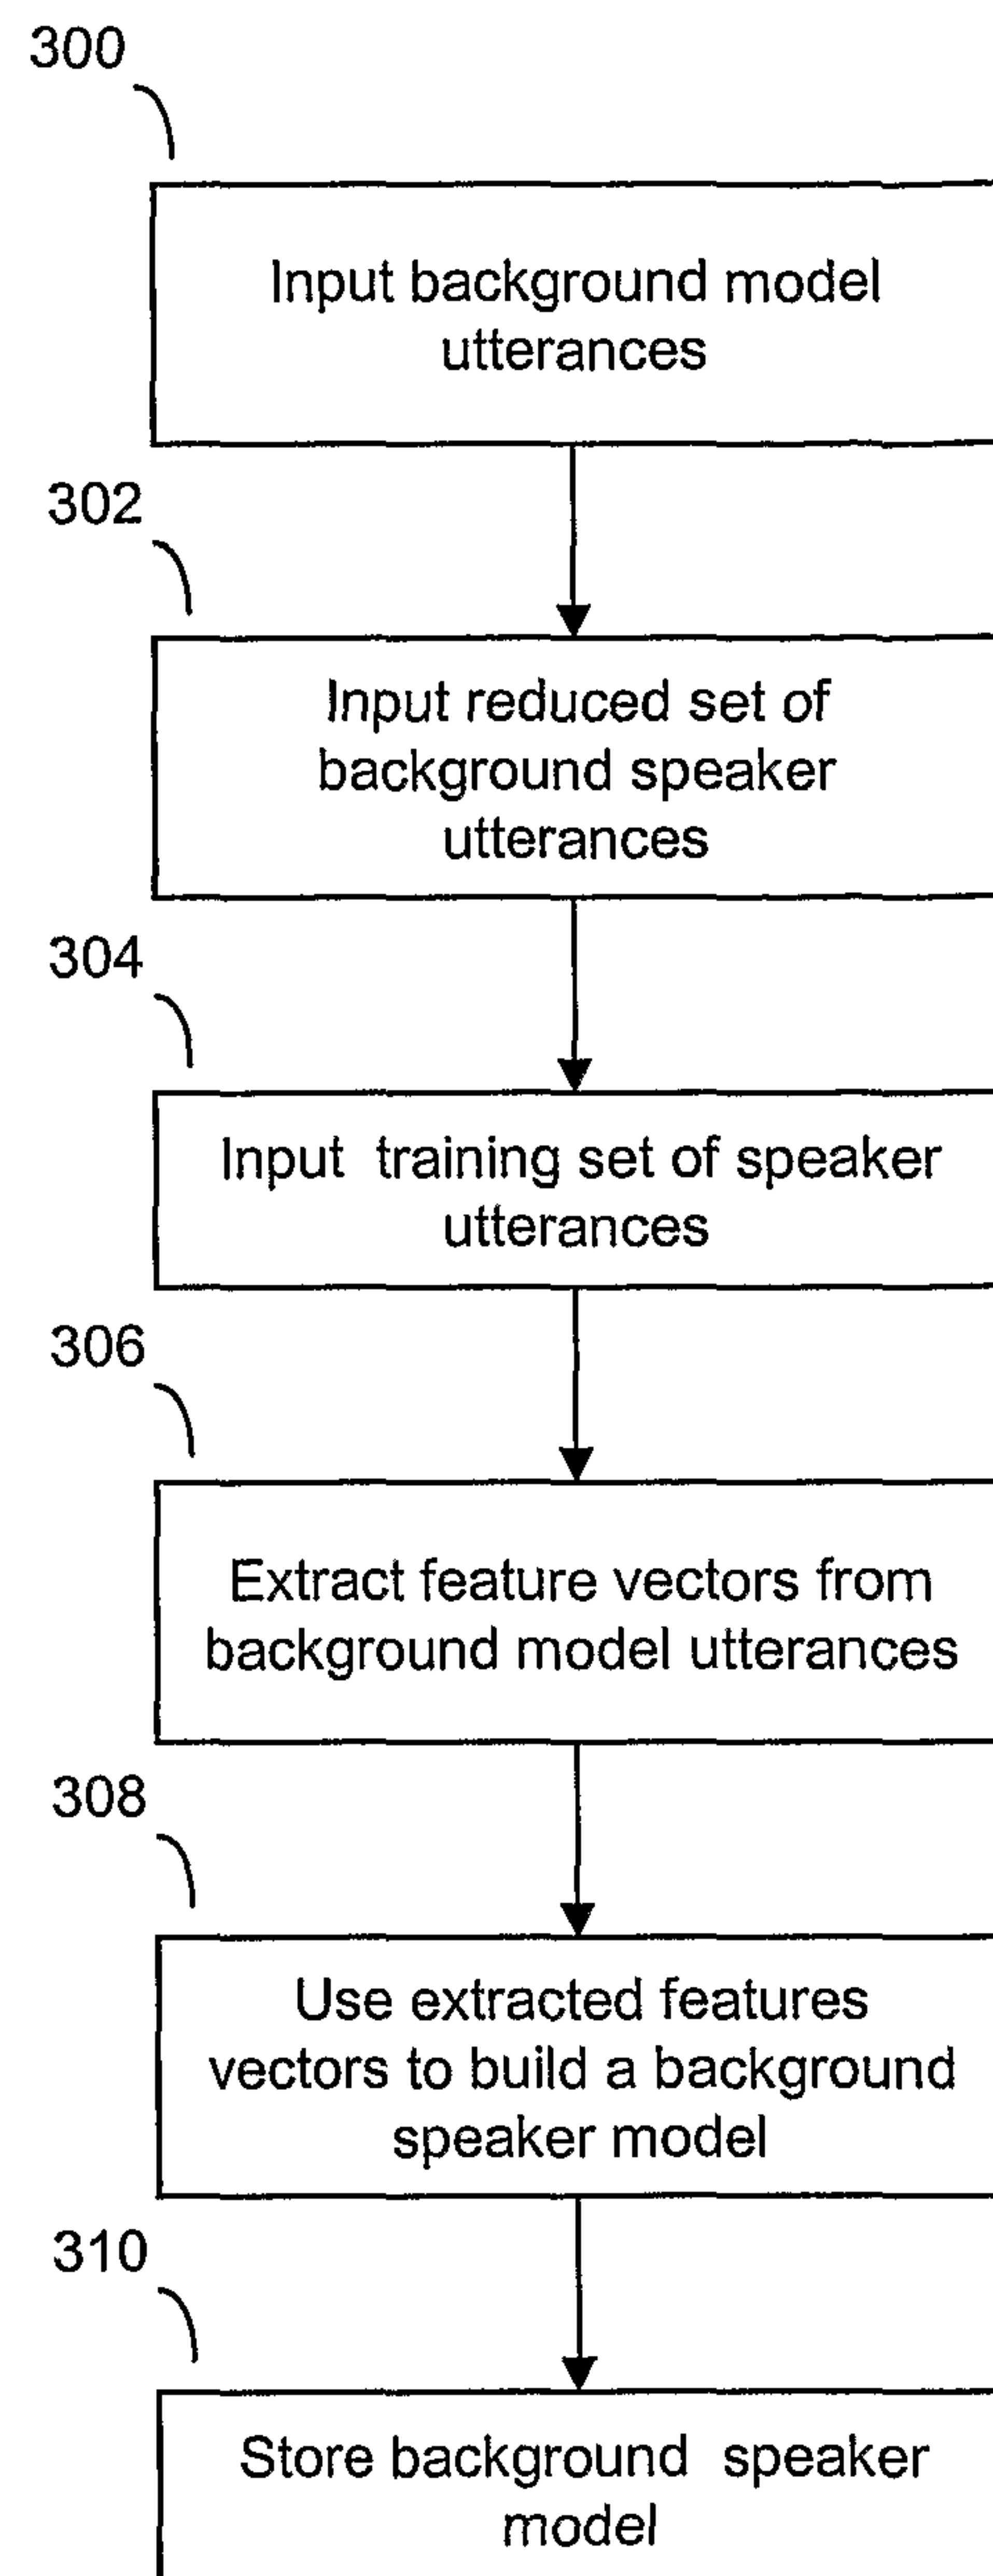 300
Input background model
utterances
302
Input reduced set of
background speaker
utterances
304
Input training set of speaker
utterances
306
Extract feature vectors from
background model utterances
308
Use extracted features
vectors to build a background
speaker model
310
Store background speaker
model